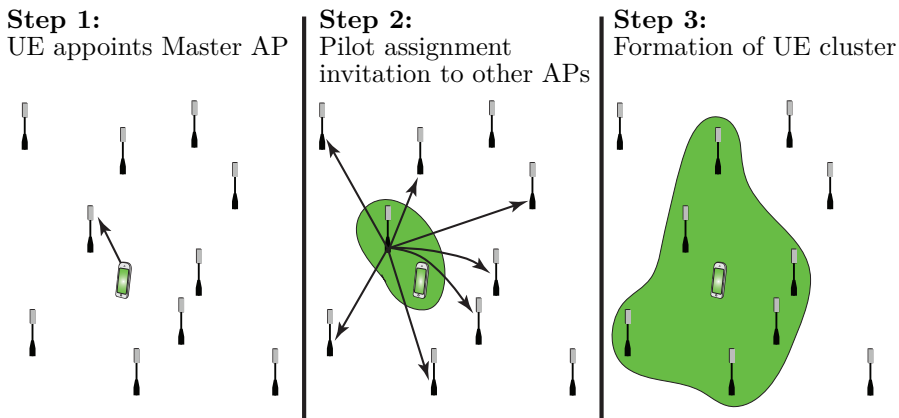 Step 1:
UE appoints Master AP
Step 2:
Pilot assignment
invitation to other APs
Step 3:
Formation of UE cluster